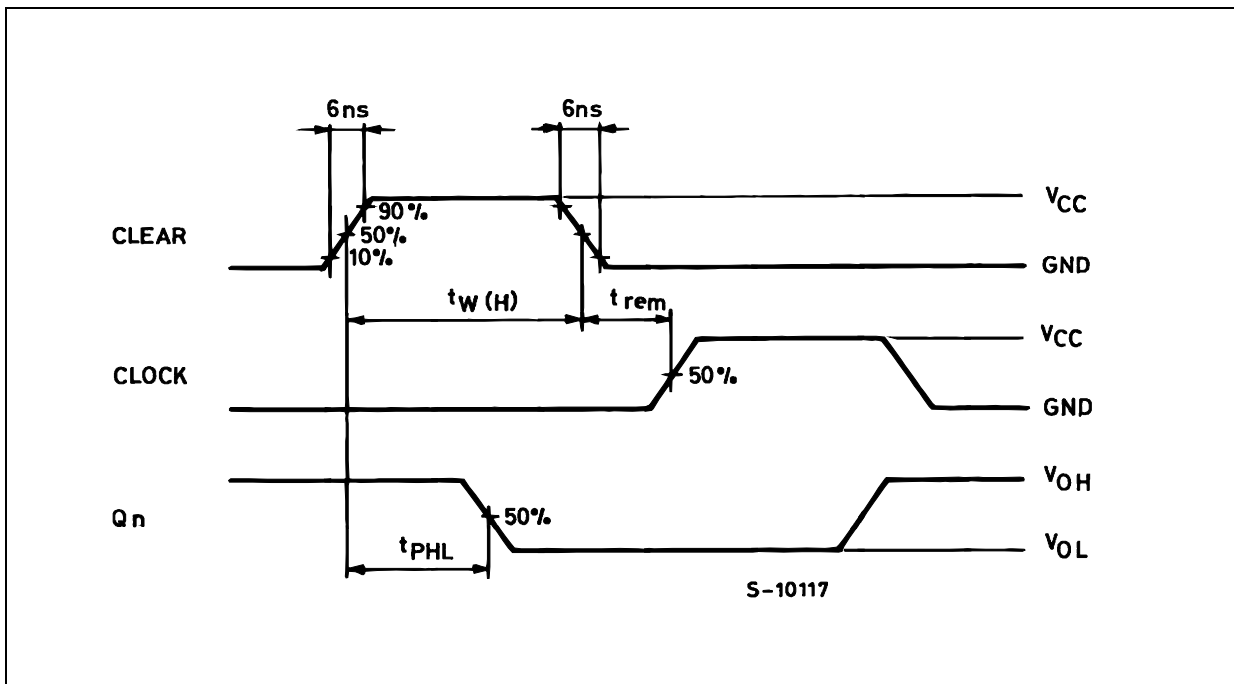 6ns 6ns
VCC
90%
CLEAR 50%
10%
GND
tW (H) trem
VCC
CLOCK 50%
GND
VOH
Qn 50%
tPHL VOL
S-10117